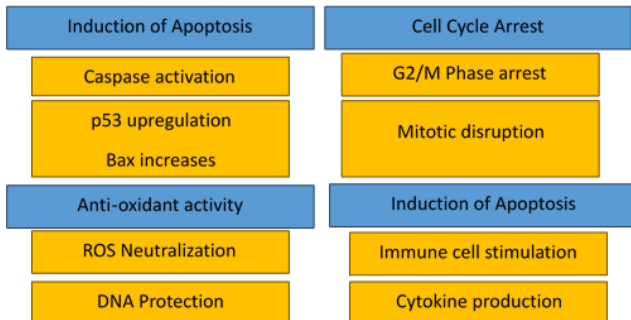 Induction of Apoptosis
Caspase activation
p53 upregulation
Bax increases
Cell Cycle Arrest
G2/M Phase arrest
Mitotic disruption
Anti-oxidant activity
ROS Neutralization
DNA Protection
Induction of Apoptosis
Immune cell stimulation
Cytokine production